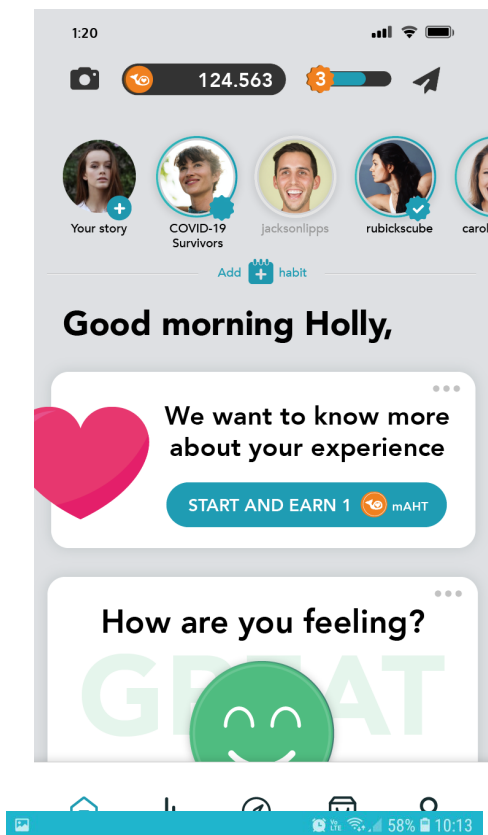 1:20
124.563
3
Your story
COVID-19
Survivors
jacksonlipps
rubickscube
carol
Add habit
Good morning Holly,
We want to know more
about your experience
START AND EARN 1 mAHT
How are you feeling?
GREAT
58% 10:13